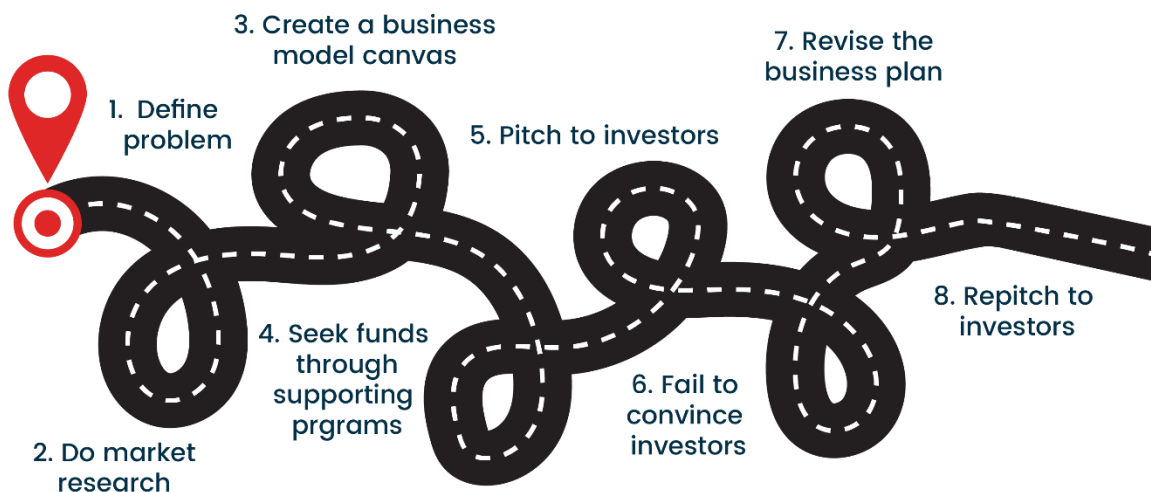 1. Define
problem
2. Do market
research
3. Create a business
model canvas
4. Seek funds
through
supporting
prgrams
5. Pitch to investors
6. Fail to
convince
investors
7. Revise the
business plan
8. Repitch to
investors